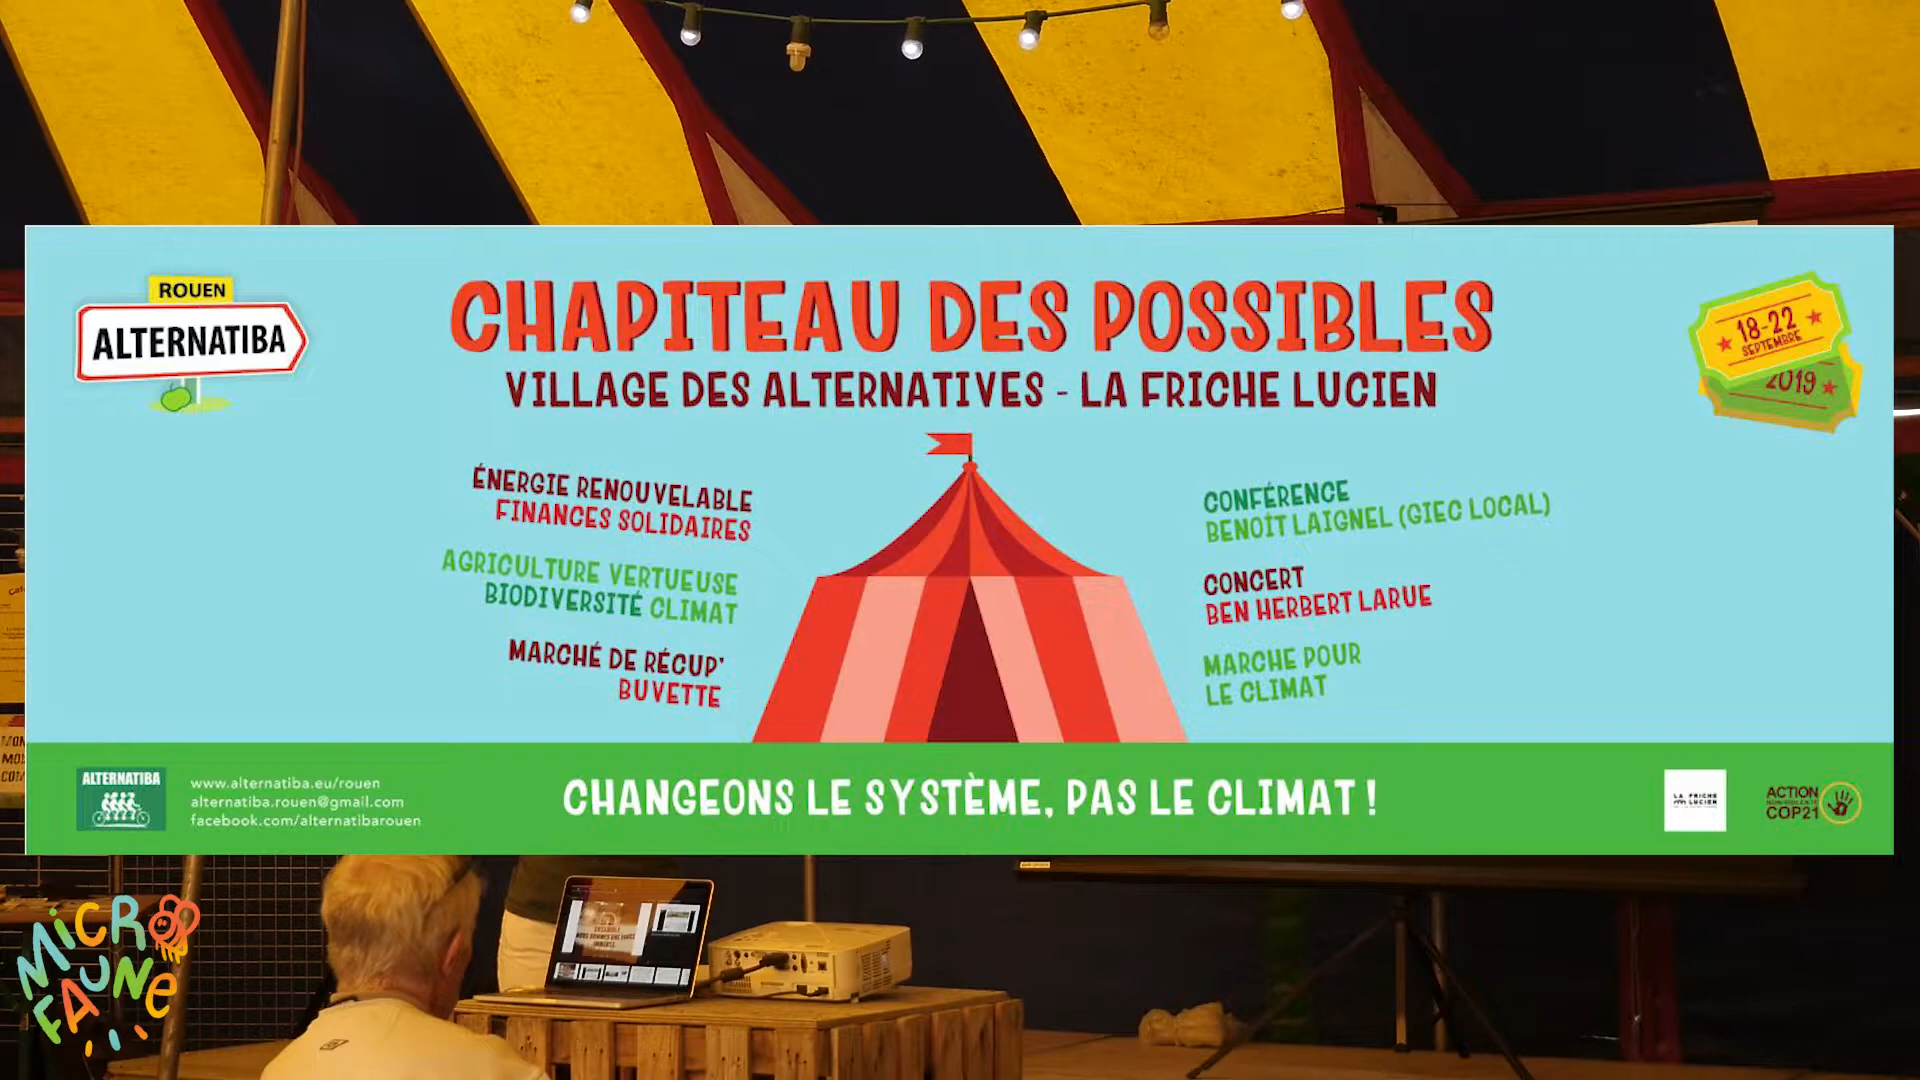 ROUEN
ALTERNATIBA
CHAPITEAU DES POSSIBLES
VILLAGE DES ALTERNATIVES - LA FRICHE LUCIEN
18-22
SEPTEMBRE
2019
ÉNERGIE RENOUVELABLE
FINANCES SOLIDAIRES
AGRICULTURE VERTUEUSE
BIODIVERSITÉ CLIMAT
MARCHÉ DE RÉCUP'
BUVETTE
CONFÉRENCE
BENOÎT LAIGNEL (GIEC LOCAL)
CONCERT
BEN HERBERT LARUE
MARCHE POUR
LE CLIMAT
ALTERNATIBA
www.alternatiba.eu/rouen
alternatiba.rouen@gmail.com
facebook.com/alternatibarouen
CHANGEONS LE SYSTÈME, PAS LE CLIMAT !
LA FRICHE
LUCIEN
ACTION
COP21
MiCRO
FAUNe